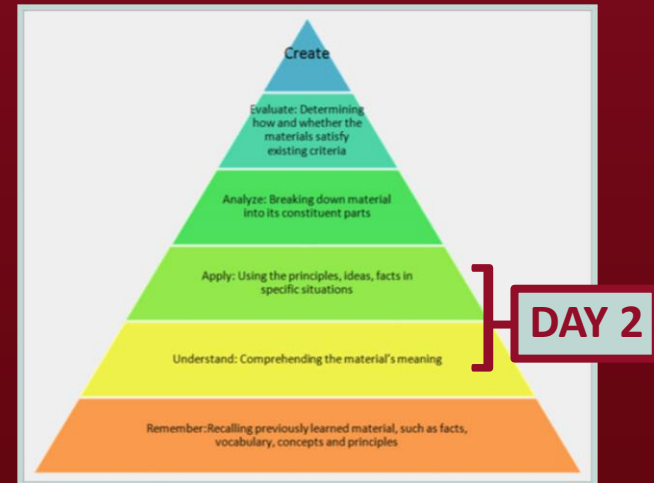 Create
Evaluate: Determining
how and whether the
materials satisfy
existing criteria
Analyze: Breaking down material
into its constituent parts
Apply: Using the principles, ideas, facts in
specific situations
DAY 2
Understand: Comprehending the material's meaning
Remember:Recalling previously learned material, such as facts,
vocabulary, concepts and principles